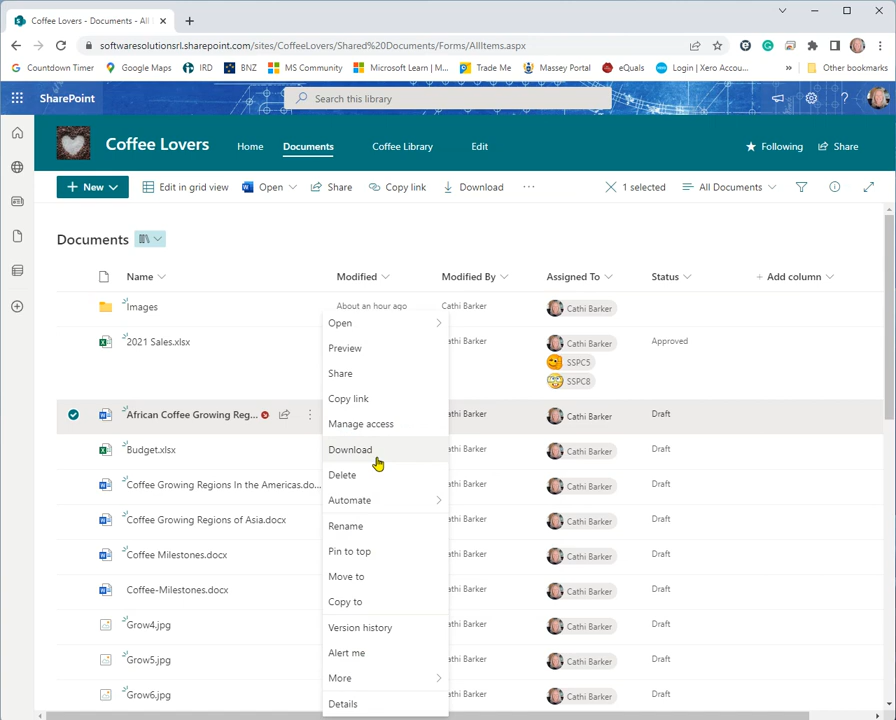 Coffee Lovers - Documents - All
softwaresolutionsrl.sharepoint.com/sites/CoffeeLovers/Shared%20Documents/Forms/AllItems.aspx
Countdown Timer Google Maps IRD BNZ MS Community Microsoft Learn | M... Trade Me Massey Portal eQuals Login | Xero Accou... » Other bookmarks
SharePoint Search this library ?
Coffee Lovers Home Documents Coffee Library Edit Following Share
+ New Edit in grid view Open Share Copy link Download ... 1 selected All Documents
Documents
Name Modified Modified By Assigned To Status + Add column
Images About an hour ago Cathi Barker Cathi Barker
Open
2021 Sales.xlsx Cathi Barker Cathi Barker Approved
Preview
SSPC5
Share
SSPC8
Copy link
African Coffee Growing Reg... Cathi Barker Cathi Barker Draft
Manage access
Budget.xlsx Download Cathi Barker Cathi Barker Draft
Delete
Coffee Growing Regions In the Americas.do... Cathi Barker Cathi Barker Draft
Automate
Coffee Growing Regions of Asia.docx Cathi Barker Cathi Barker Draft
Rename
Coffee Milestones.docx Pin to top Cathi Barker Cathi Barker Draft
Move to
Coffee-Milestones.docx Cathi Barker Cathi Barker Draft
Copy to
Grow4.jpg Version history Cathi Barker Cathi Barker Draft
Grow5.jpg Alert me Cathi Barker Cathi Barker Draft
More
Grow6.jpg Cathi Barker Cathi Barker Draft
Details